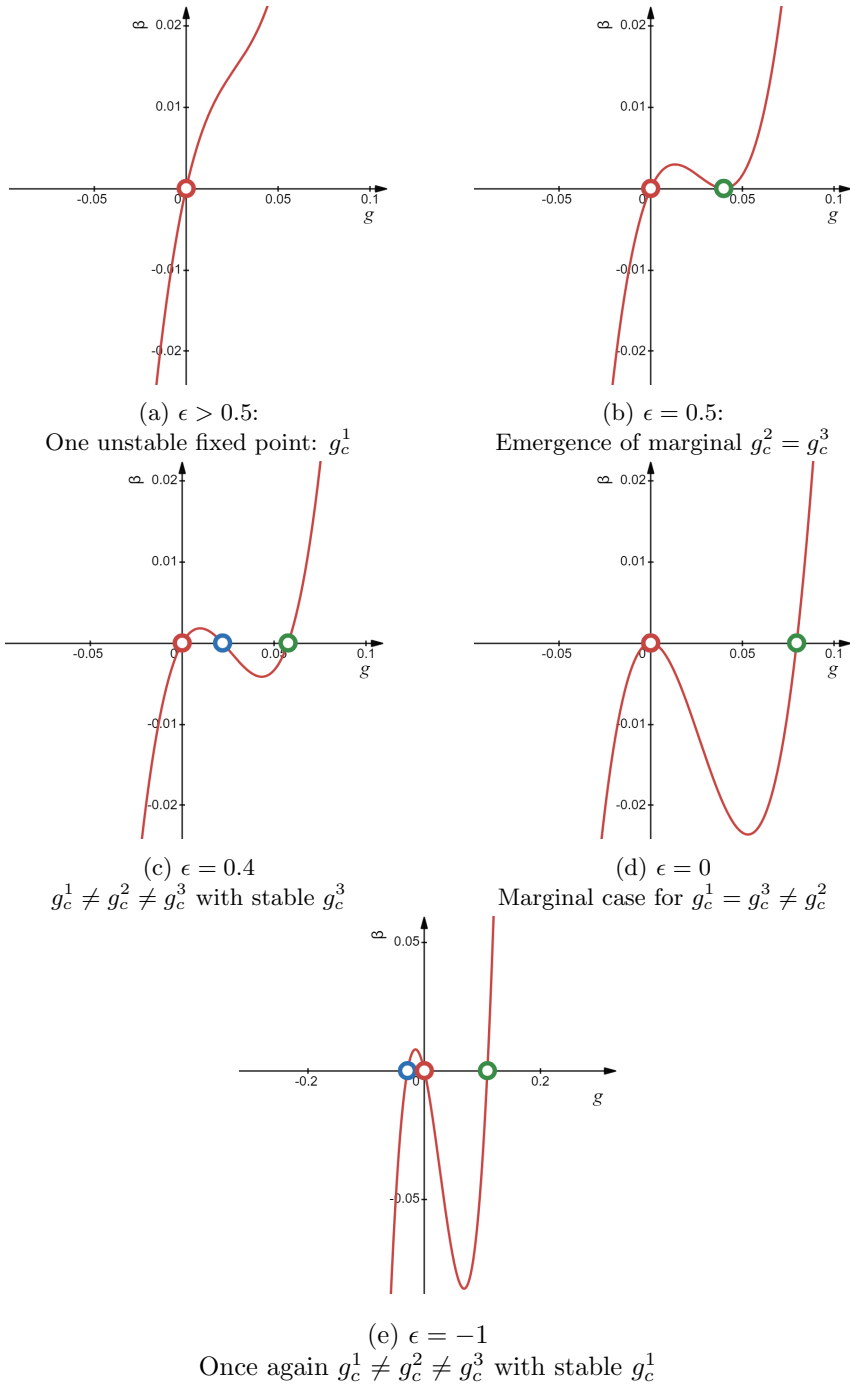 β 0.02
0.01
-0.05 0 0.05 0.1
g
-0.01
-0.02
(a) ϵ > 0.5:
One unstable fixed point: g_c^1
β 0.02
0.01
-0.05 0 0.05 0.1
g
-0.01
-0.02
(b) ϵ = 0.5:
Emergence of marginal g_c^2 = g_c^3
β 0.02
0.01
-0.05 0 0.05 0.1
g
-0.01
-0.02
(c) ϵ = 0.4
g_c^1 ≠ g_c^2 ≠ g_c^3 with stable g_c^3
β 0.02
0.01
-0.05 0 0.05 0.1
g
-0.01
-0.02
(d) ϵ = 0
Marginal case for g_c^1 = g_c^3 ≠ g_c^2
β 0.05
-0.2 0 0.2
g
-0.05
(e) ϵ = −1
Once again g_c^1 ≠ g_c^2 ≠ g_c^3 with stable g_c^1